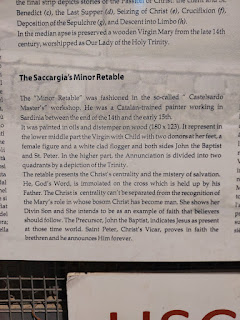 the final strip depicts stories of the Passion of Christ: the
Benedict (c), the Last Supper (d), Seizing of Christ (e), Crucifixion (f),
Deposition of the Sepulchre (g), and Descent into Limbo (h).
In the median apse is preserved a wooden Virgin Mary from the late 14th
century, worshipped as Our Lady of the Holy Trinity.
The Saccargia's Minor Retable
The "Minor Retable" was fashioned in the so-called "Castelsardo
Master's" workshop. He was a Catalan-trained painter working in
Sardinia between the end of the 14th and the early 15th.
It was painted in oils and distemper on wood (180 x 123). It represent in
the lower middle part the Virgin with Child with two donors at her feet, a
female figure and a white clad flogger and both sides John the Baptist
and St. Peter. In the higher part, the Annunciation is divided into two
quadrants by a depiction of the Trinity.
The retable presents the Christ's centrality and the mistery of salvation.
He, God's Word, is immolated on the cross which is held up by his
Father. The Christ is centrality can't be separated from the recognition of
the Mary's role in whose bosom Christ has become man. She shows her
Divin Son and She intends to be as an example of faith that believers
should follow. The Precursor, John the Baptist, indicates Jesus as present
at those time world. Saint Peter, Christ's Vicar, proves in faith the
brethren and he announces Him forever.